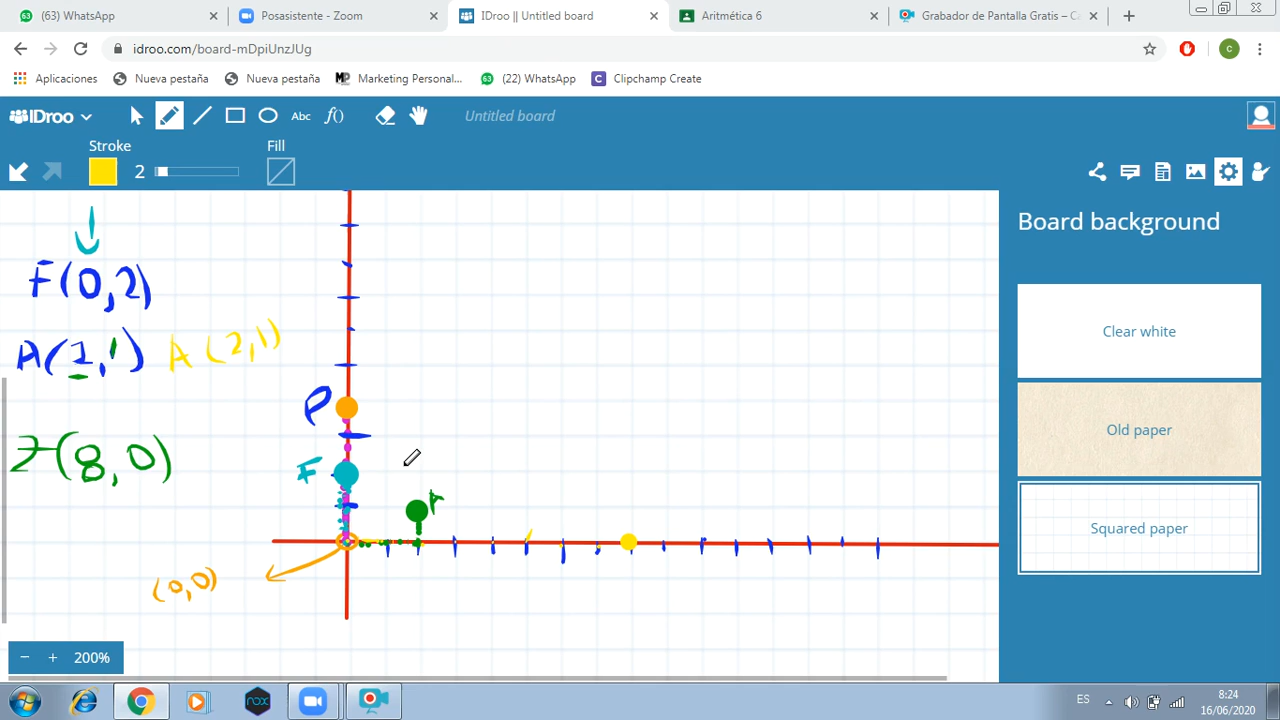 (63) WhatsApp
Posasistente - Zoom
IDroo || Untitled board
Aritmética 6
Grabador de Pantalla Gratis – Ca
idroo.com/board-mDpiUnzJUg
C
Aplicaciones
Nueva pestaña
Nueva pestaña
Marketing Personal...
(22) WhatsApp
Clipchamp Create
IDroo
Abc
f()
Untitled board
Stroke
2
Fill
F(0,2)
A(2,1) A(2,1)
Z(8,0)
P
F
A
(0,0)
200%
Board background
Clear white
Old paper
Squared paper
nox
ES
8:24
16/06/2020